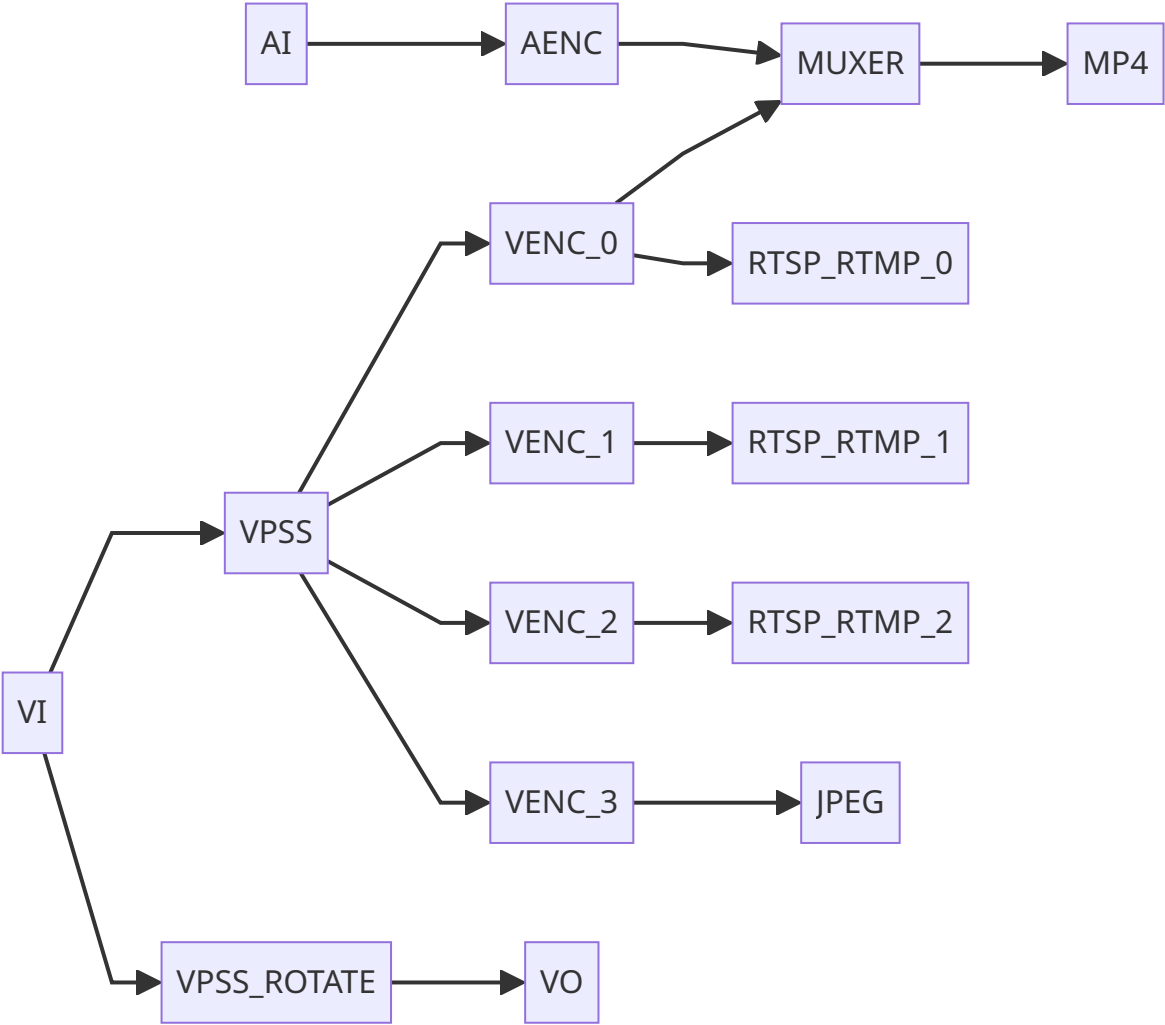 AI
AENC
MUXER
MP4
VENC_0
RTSP_RTMP_0
VENC_1
RTSP_RTMP_1
VPSS
VENC_2
RTSP_RTMP_2
VI
VENC_3
JPEG
VPSS_ROTATE
VO